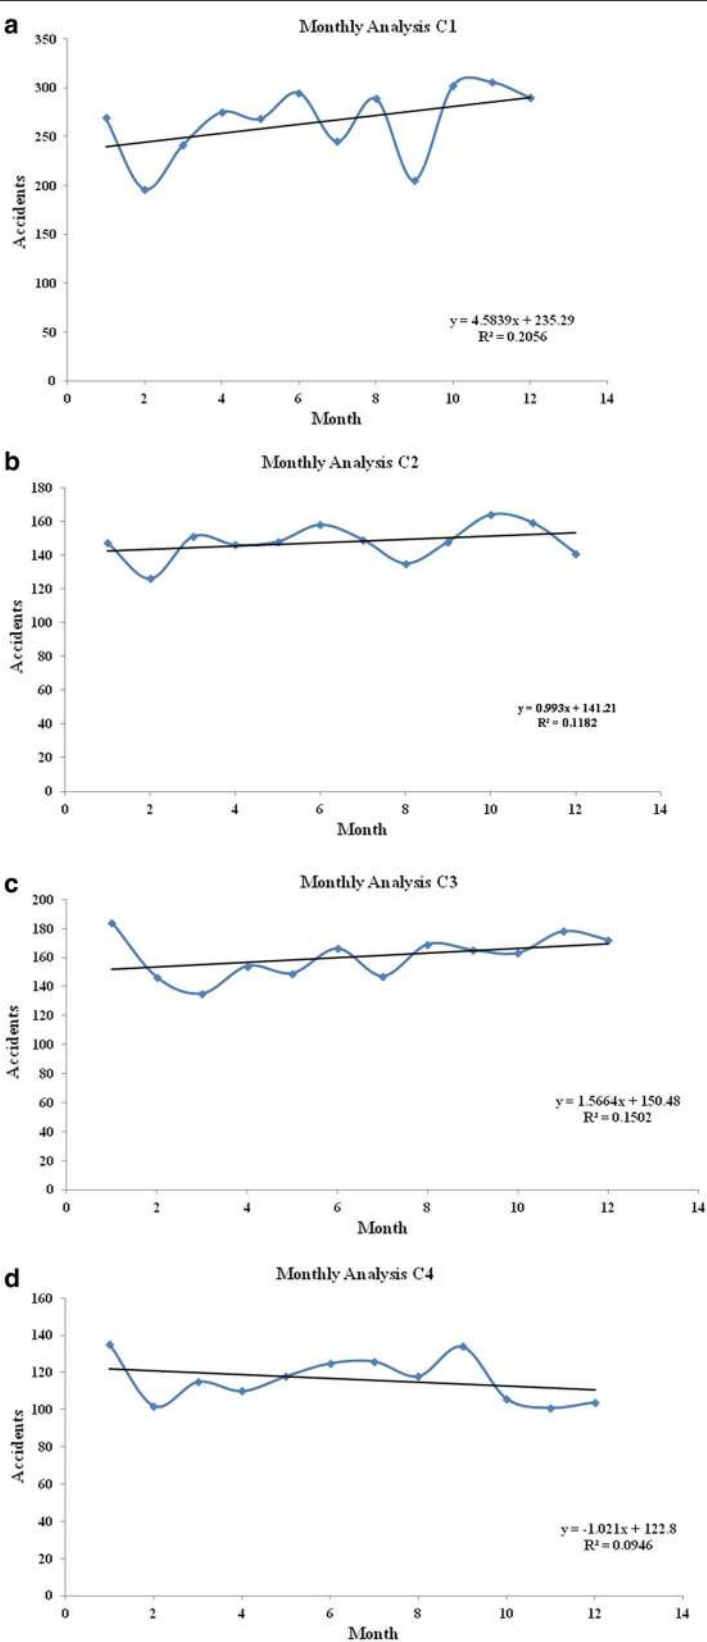 a
Monthly Analysis C1
350
300
250
200
150
100
50
0
Accidents
y = 4.5839x + 235.29
R² = 0.2056
0 2 4 6 8 10 12 14
Month
b
Monthly Analysis C2
180
160
140
120
100
80
60
40
20
0
Accidents
y = 0.993x + 141.21
R² = 0.1182
0 2 4 6 8 10 12 14
Month
c
Monthly Analysis C3
200
180
160
140
120
100
80
60
40
20
0
Accidents
y = 1.5664x + 150.48
R² = 0.1502
0 2 4 6 8 10 12 14
Month
d
Monthly Analysis C4
160
140
120
100
80
60
40
20
0
Accidents
y = -1.021x + 122.8
R² = 0.0946
0 2 4 6 8 10 12 14
Month